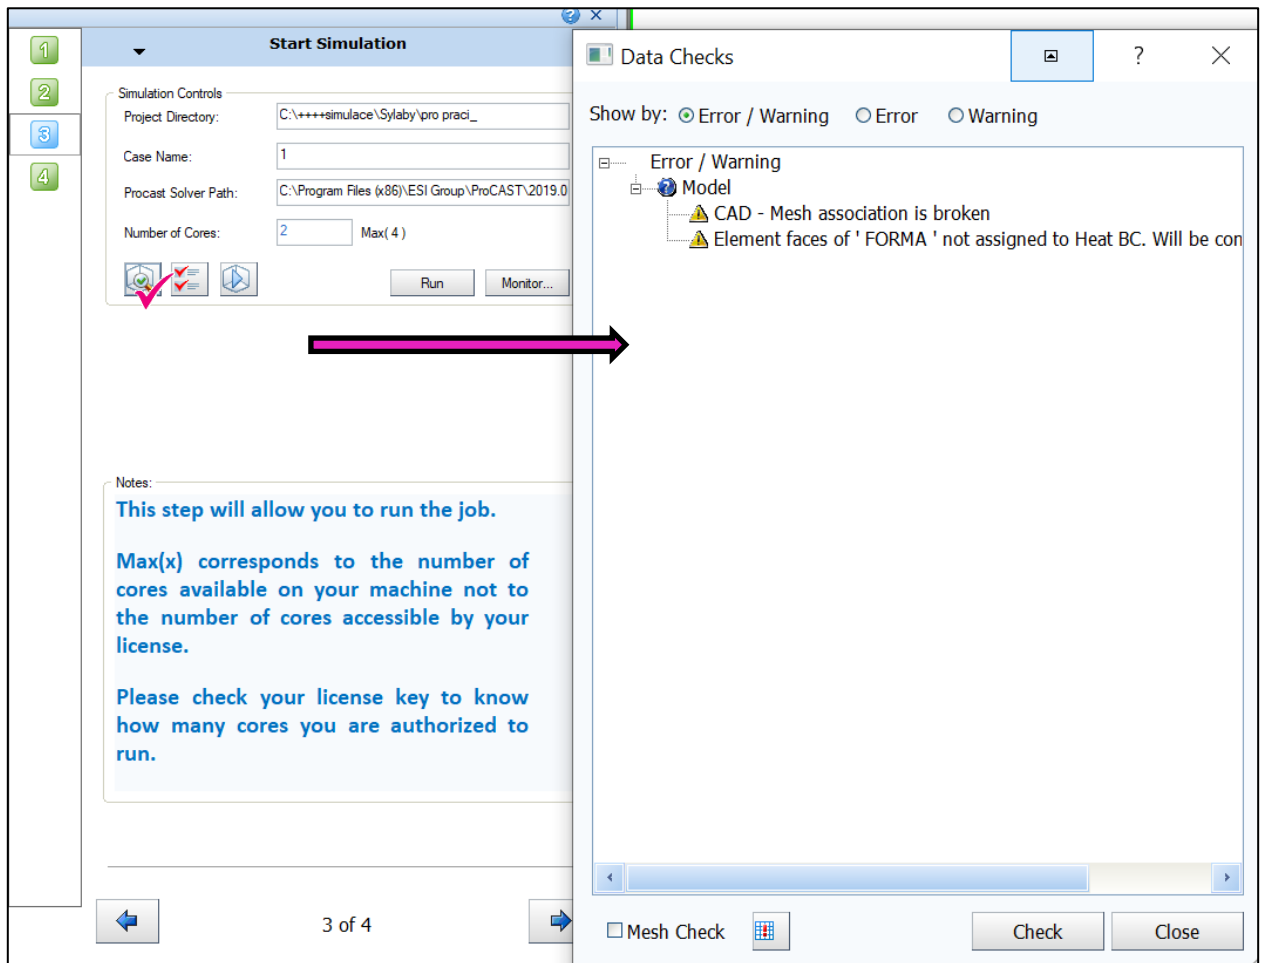 Start Simulation
1
2
3
4
Simulation Controls
Project Directory:
C:\++++simulace\Sylaby\pro praci_
Case Name:
1
Procast Solver Path:
C:\Program Files (x86)\ESI Group\ProCAST\2019.0
Number of Cores:
2
Max( 4 )
Run
Monitor...
Notes:
This step will allow you to run the job.
Max(x) corresponds to the number of
cores available on your machine not to
the number of cores accessible by your
license.
Please check your license key to know
how many cores you are authorized to
run.
3 of 4
Data Checks
?
Show by: Error / Warning Error Warning
Error / Warning
Model
CAD - Mesh association is broken
Element faces of ' FORMA ' not assigned to Heat BC. Will be con
Mesh Check
Check
Close